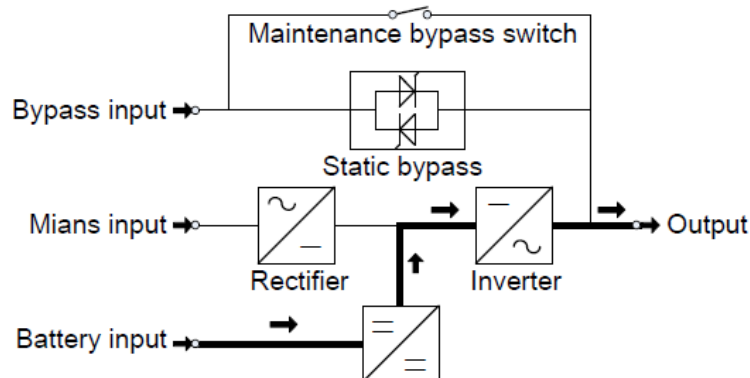 Maintenance bypass switch
Bypass input
Static bypass
Mians input
Output
Rectifier
Inverter
Battery input